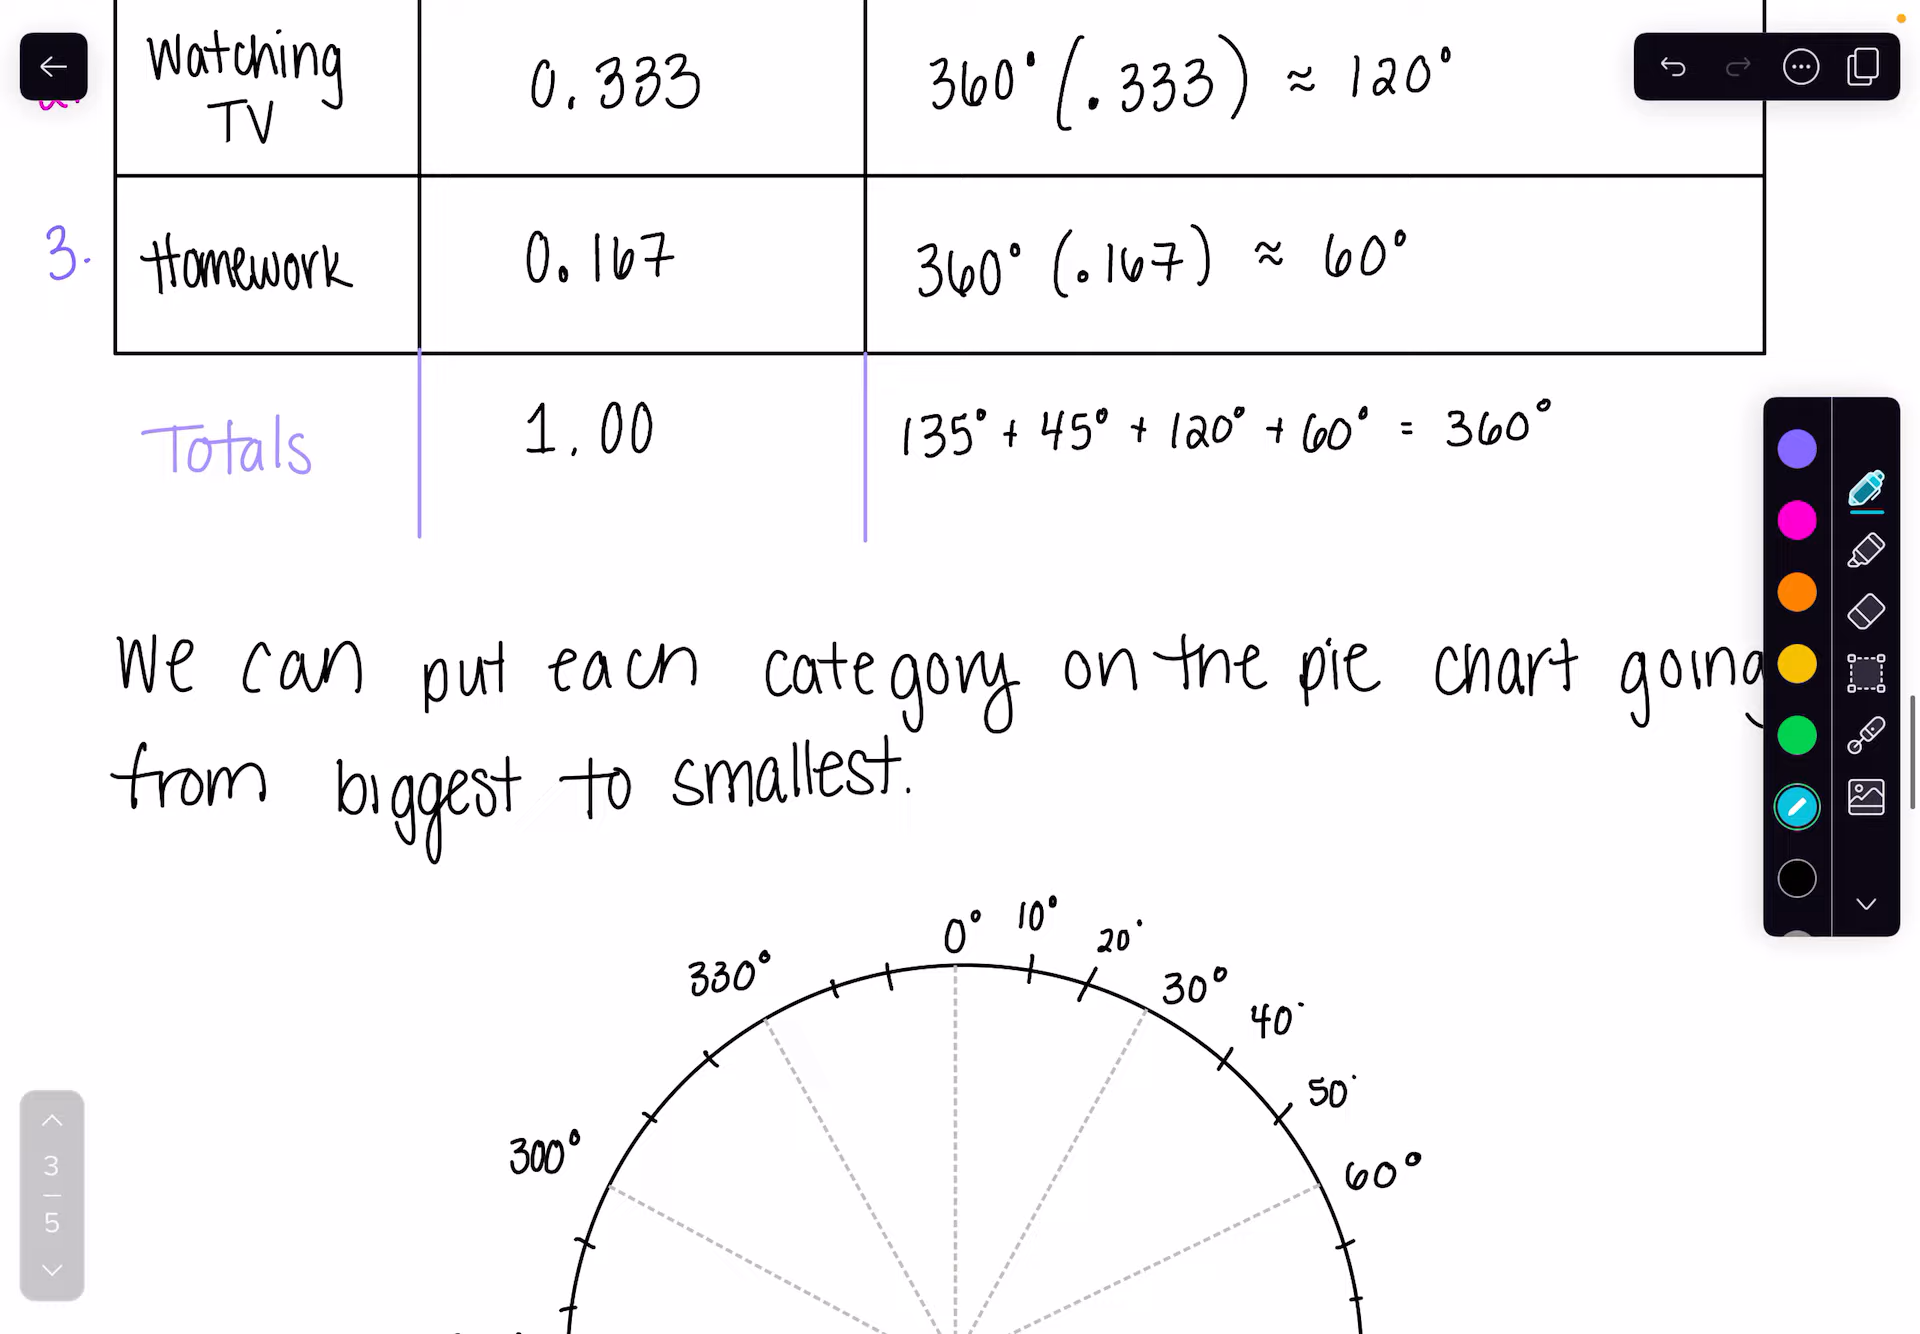 Watching 0.333 360° (.333) ≈ 120°
TV
3. Homework 0.167 360° (.167) ≈ 60°
Totals 1.00 135° + 45° + 120° + 60° = 360°
We can put each category on the pie chart going
from biggest to smallest.
0° 10° 20°
330° 30°
40°
50°
300° 60°
3
5